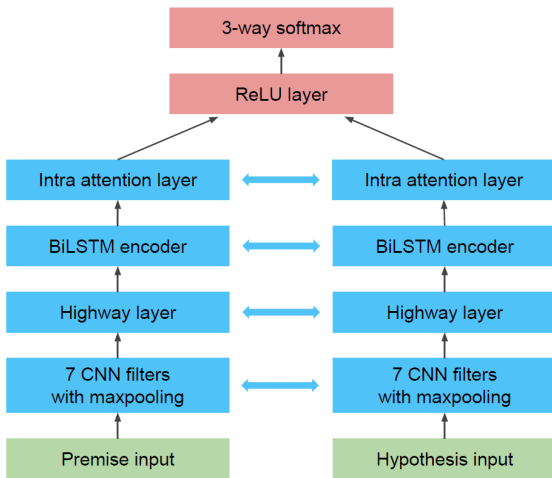 3-way softmax
ReLU layer
Intra attention layer
Intra attention layer
BiLSTM encoder
BiLSTM encoder
Highway layer
Highway layer
7 CNN filters
with maxpooling
7 CNN filters
with maxpooling
Premise input
Hypothesis input